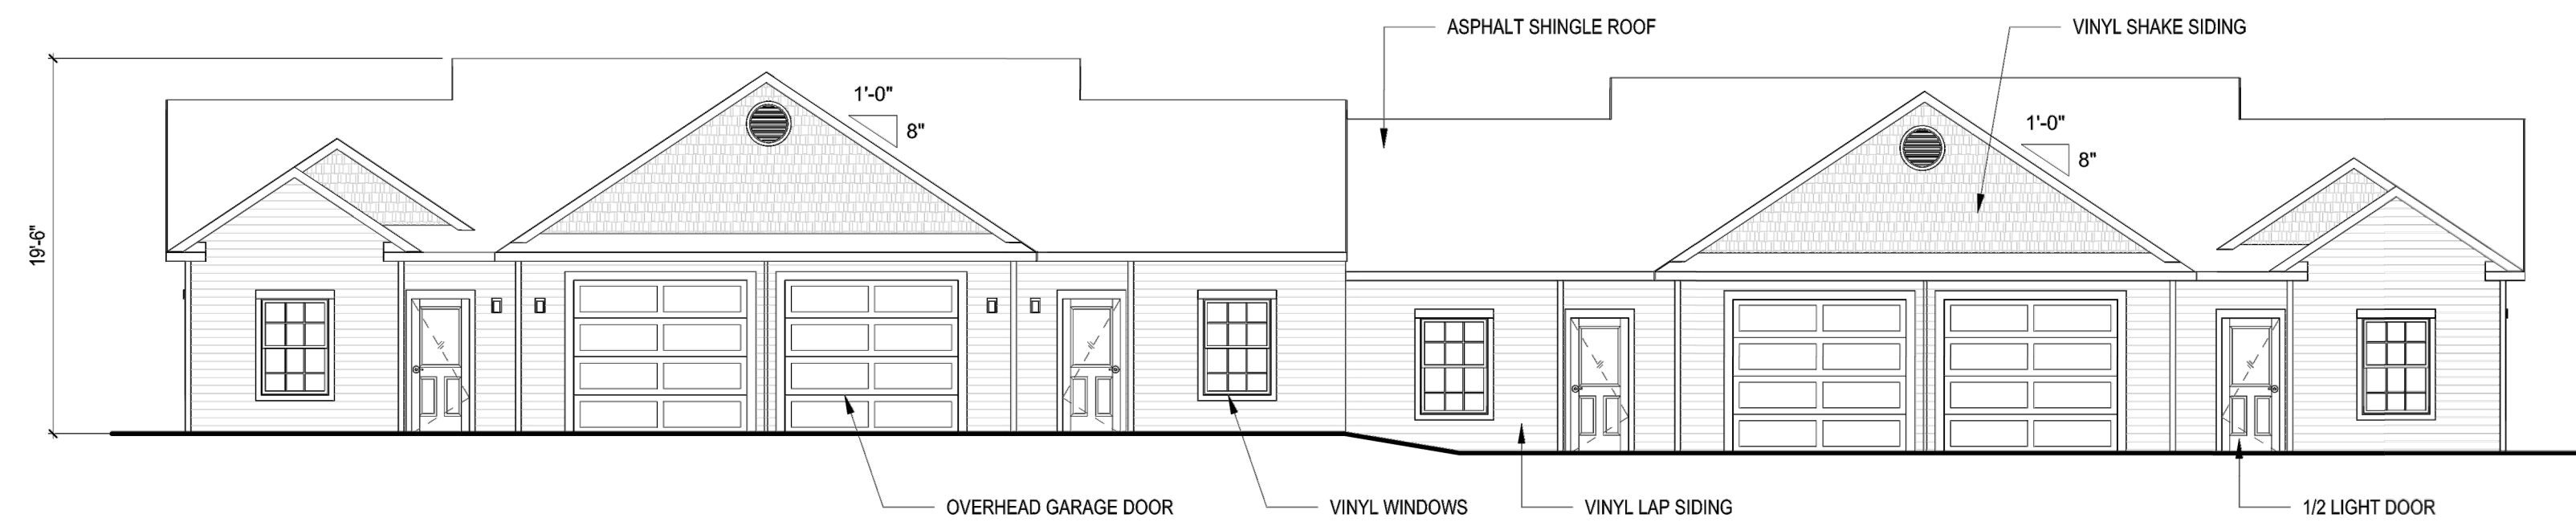 ASPHALT SHINGLE ROOF
VINYL SHAKE SIDING
1'-0"
8"
1'-0"
8"
19'-6"
OVERHEAD GARAGE DOOR
VINYL WINDOWS
VINYL LAP SIDING
1/2 LIGHT DOOR